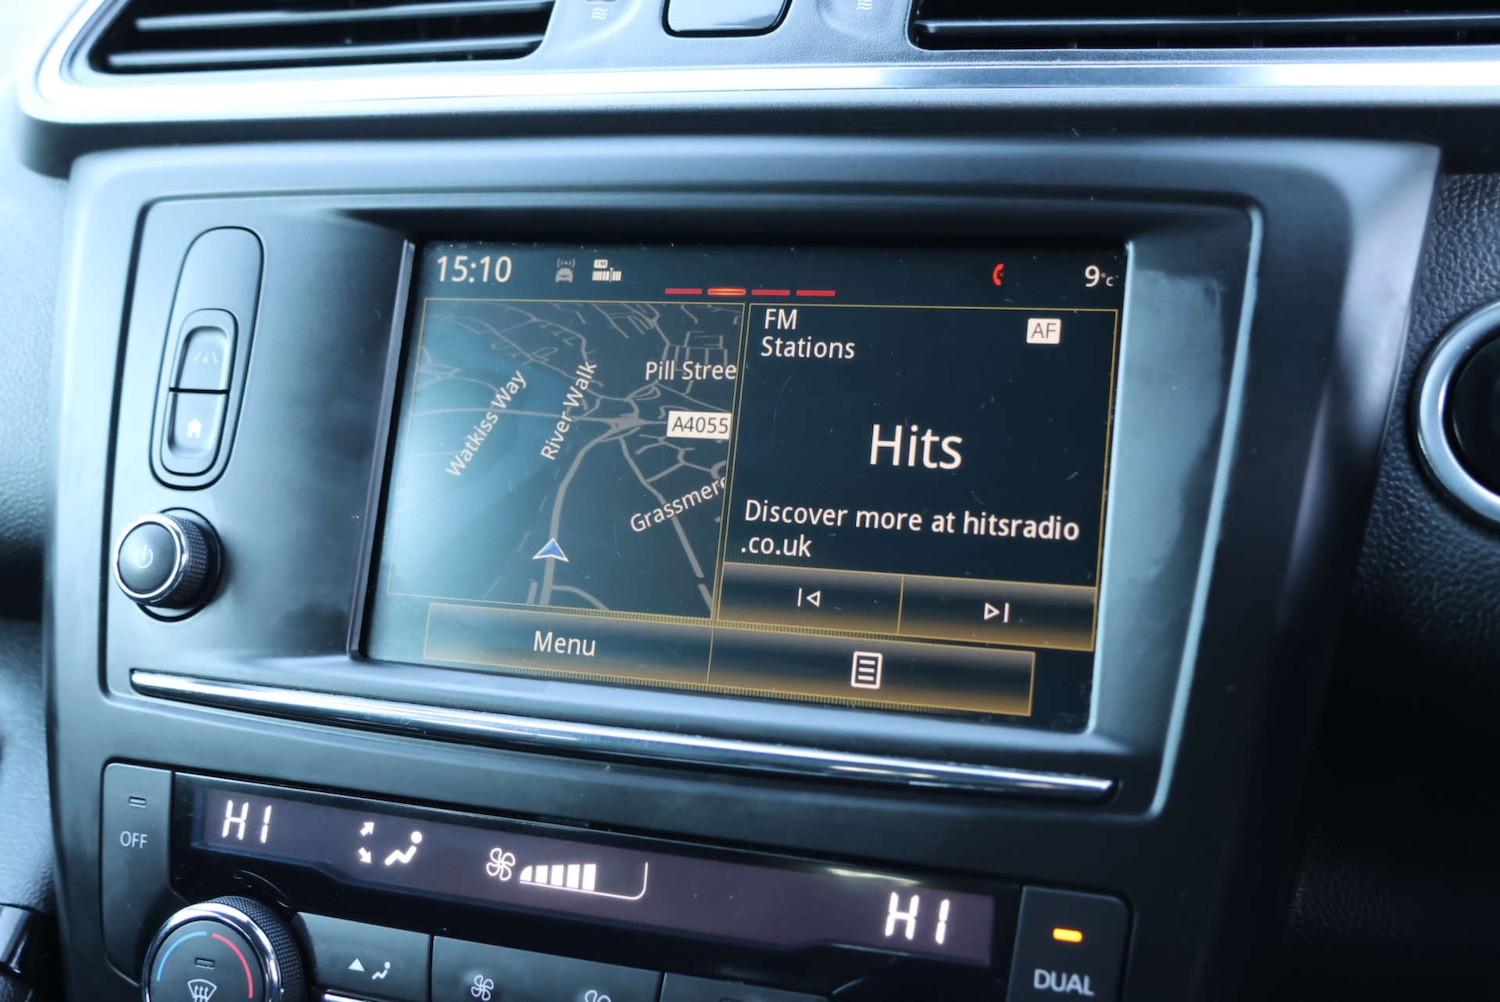 15:10
9°C
FM
Stations
AF
Pill Stree
A4055
Watkiss Way
River Walk
Grassmere
Hits
Discover more at hitsradio
.co.uk
Menu
OFF
HI
HI
DUAL